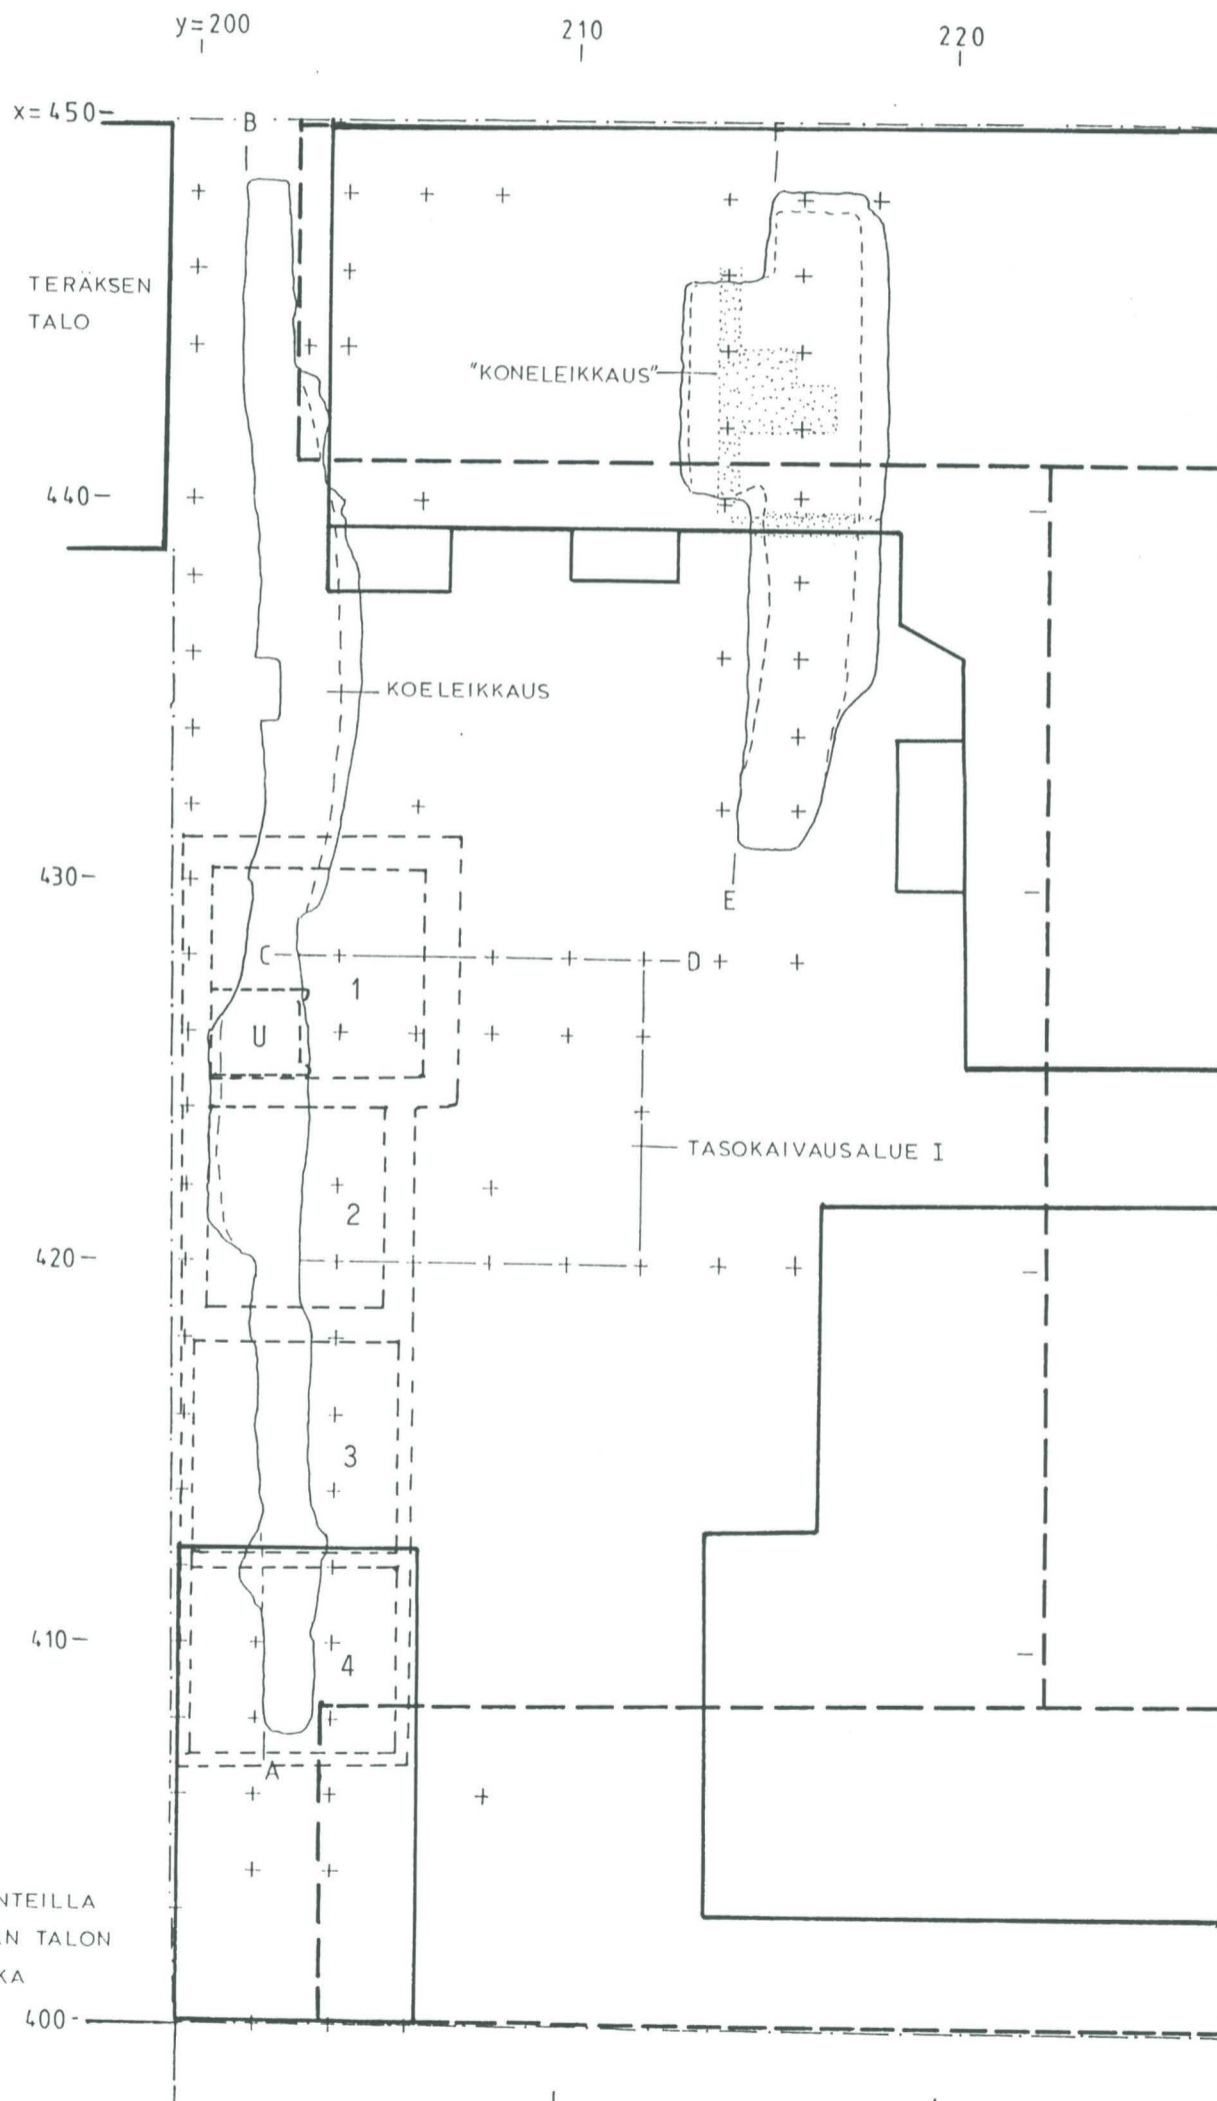 y=200
210
220
x=450
B
TERÄKSEN
TALO
"KONELEIKKAUS"
440
KOELEIKKAUS
430
E
C
D
1
U
TASOKAIVAUSALUE I
2
420
3
410
4
A
NTEILLA
N TALON
KA
400